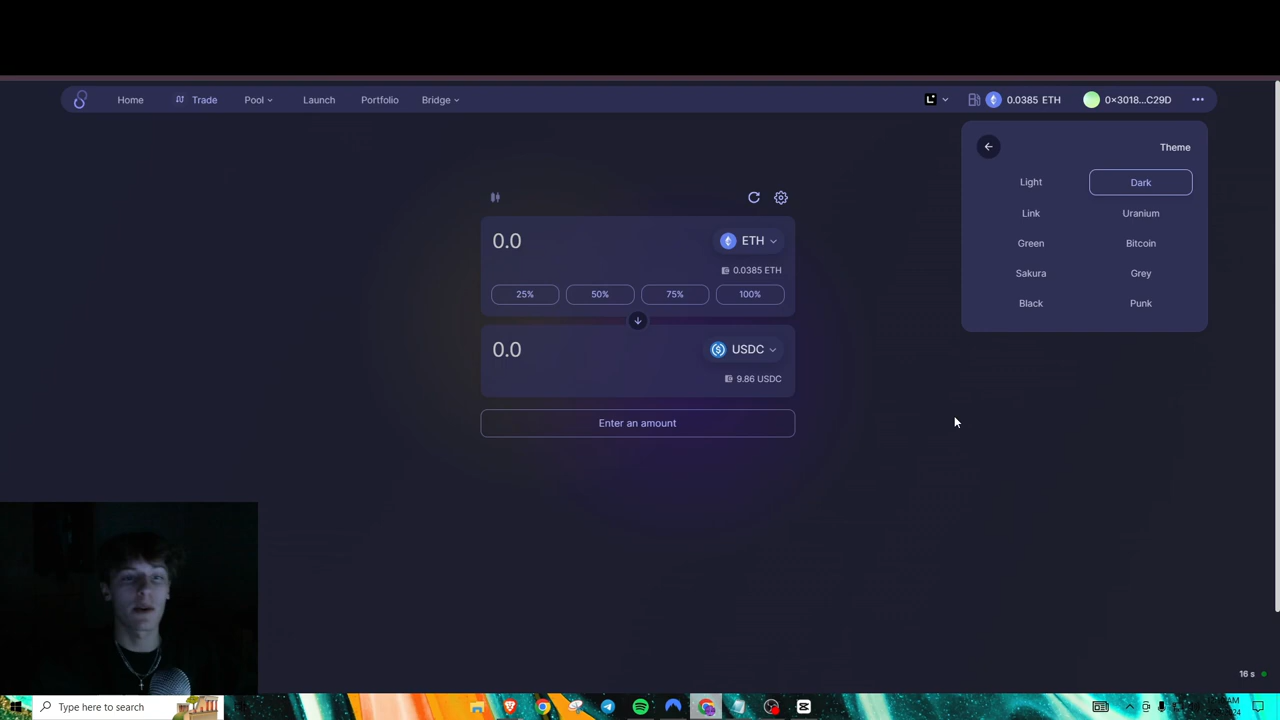 Home
Trade
Pool
Launch
Portfolio
Bridge
0.0385 ETH
0×3018...C29D
Theme
Light
Dark
Link
Uranium
Green
Bitcoin
Sakura
Grey
Black
Punk
0.0
ETH
0.0385 ETH
25%
50%
75%
100%
0.0
USDC
9.86 USDC
Enter an amount
16 s
Type here to search